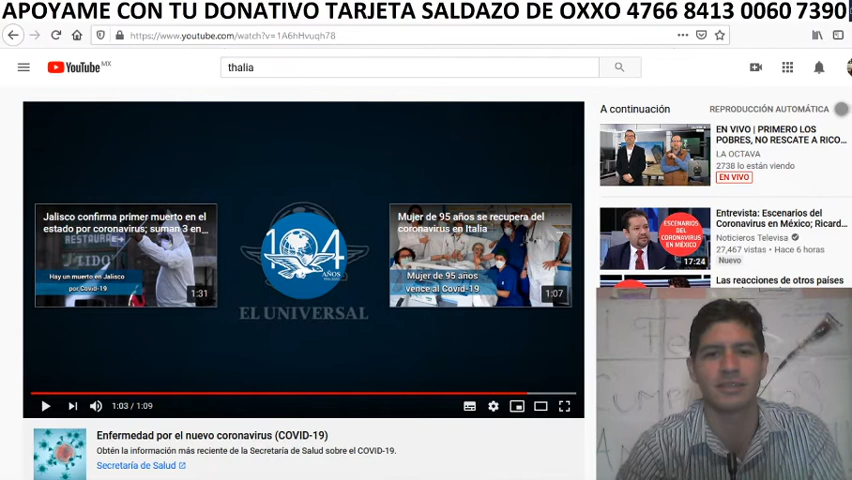 APOYAME CON TU DONATIVO TARJETA SALDAZO DE OXXO 4766 8413 0060 7390
https://www.youtube.com/watch?v=1A6hHvuqh78
YouTube MX
thalia
Jalisco confirma primer muerto en el
estado por coronavirus; suman 3 en...
Hay un muerto en Jalisco
por Covid-19
1:31
104
AÑOS
EL UNIVERSAL
Mujer de 95 años se recupera del
coronavirus en Italia
Mujer de 95 años
vence al Covid-19
1:07
1:03 / 1:09
Enfermedad por el nuevo coronavirus (COVID-19)
Obtén la información más reciente de la Secretaría de Salud sobre el COVID-19.
Secretaría de Salud
A continuación
REPRODUCCIÓN AUTOMÁTICA
EN VIVO | PRIMERO LOS
POBRES, NO RESCATE A RICO...
LA OCTAVA
2738 lo están viendo
EN VIVO
ESCENARIOS
DEL
CORONAVIRUS
EN MÉXICO
17:24
Entrevista: Escenarios del
Coronavirus en México; Ricard...
Noticieros Televisa
27,467 vistas • Hace 6 horas
Nuevo
Las reacciones de otros países